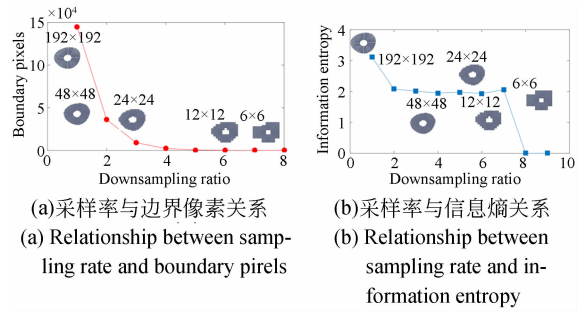 ×10⁴
15
10
5
0
Boundary pixels
192×192
48×48
24×24
12×12
6×6
0 2 4 6 8
Downsampling ratio
(a)采样率与边界像素关系
(a) Relationship between samp-
ling rate and boundary pirels
4
3
2
1
0
Information entropy
192×192
24×24
48×48
12×12
6×6
0 2 4 6 8 10
Downsampling ratio
(b)采样率与信息熵关系
(b) Relationship between
sampling rate and in-
formation entropy